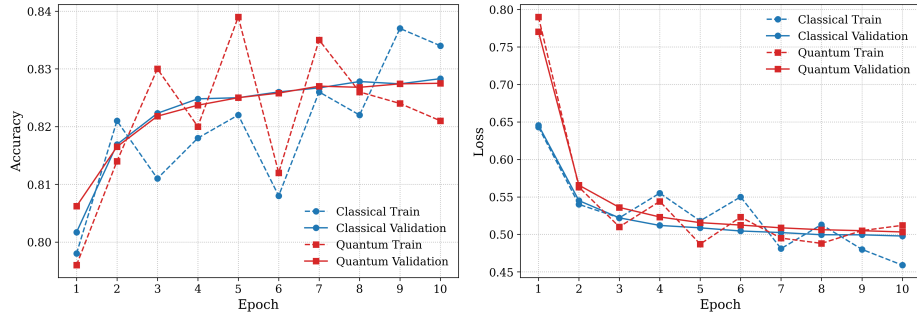 0.84
0.83
0.82
0.81
0.80
Accuracy
1 2 3 4 5 6 7 8 9 10
Epoch
Classical Train
Classical Validation
Quantum Train
Quantum Validation
0.80
0.75
0.70
0.65
0.60
0.55
0.50
0.45
Loss
1 2 3 4 5 6 7 8 9 10
Epoch
Classical Train
Classical Validation
Quantum Train
Quantum Validation